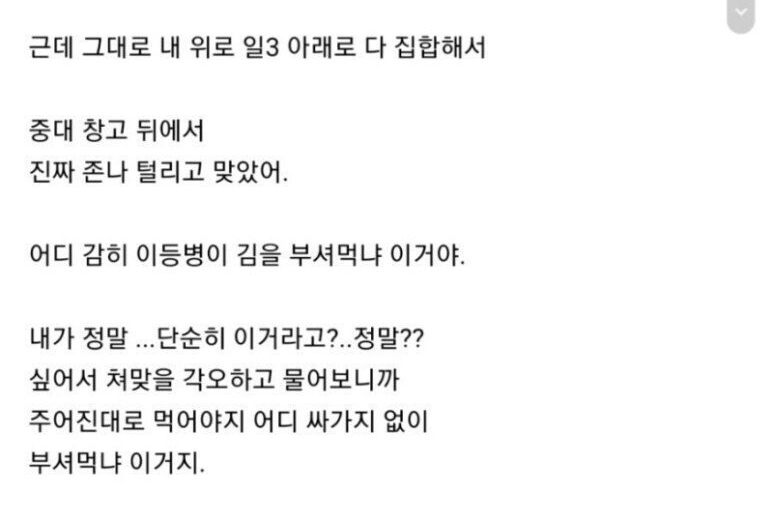 근데 그대로 내 위로 일3 아래로 다 집합해서
중대 창고 뒤에서
진짜 존나 털리고 맞았어.
어디 감히 이등병이 김을 부셔먹냐 이거야.
내가 정말 ...단순히 이거라고?..정말??
싶어서 쳐맞을 각오하고 물어보니까
주어진대로 먹어야지 어디 싸가지 없이
부셔먹냐 이거지.